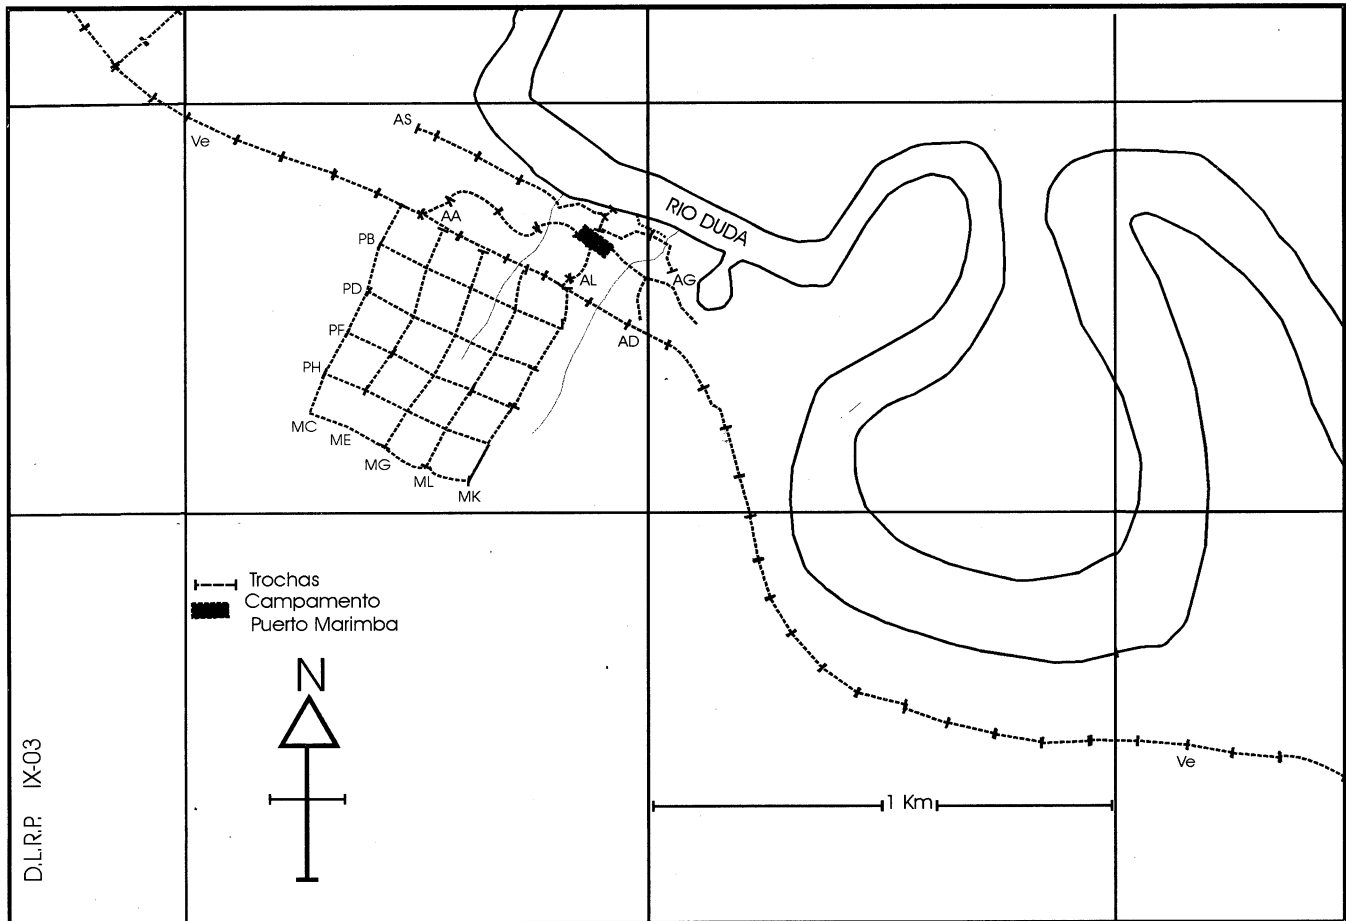 AS
Ve
AA
RIO DUDA
PB
AL
AG
PD
PF
AD
PH
MC
ME
MG
ML
MK
Trochas
Campamento
Puerto Marimba
N
Ve
1 Km
D.L.R.P. IX-03